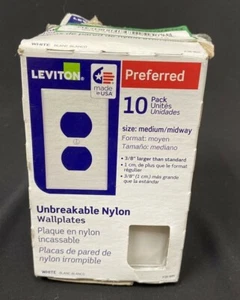 LEVITON
made in
USA
Preferred
10 Pack
Unités
Unidades
size: medium/midway
Format: moyen
Tamaño: mediano
• 3/8" larger than standard
• 1 cm, de plus que le format
régulier
• 3/8" (1 cm) más grande
que la estándar
Unbreakable Nylon
Wallplates
Plaque en nylon
incassable
Placas de pared de
nylon irrompible
WHITE